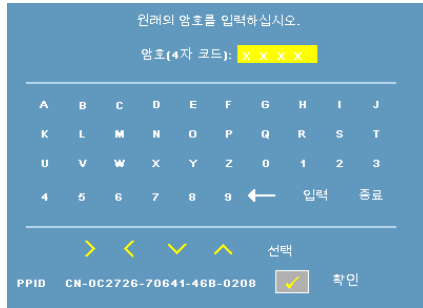 원래의 암호를 입력하십시오.
암호(4자 코드): X X X X
A B C D E F G H I J
K L M N O P Q R S T
U V W X Y Z 0 1 2 3
4 5 6 7 8 9 ← 입력 종료
선택
PPID CN-0C2726-70641-46B-0208 ✓ 확인